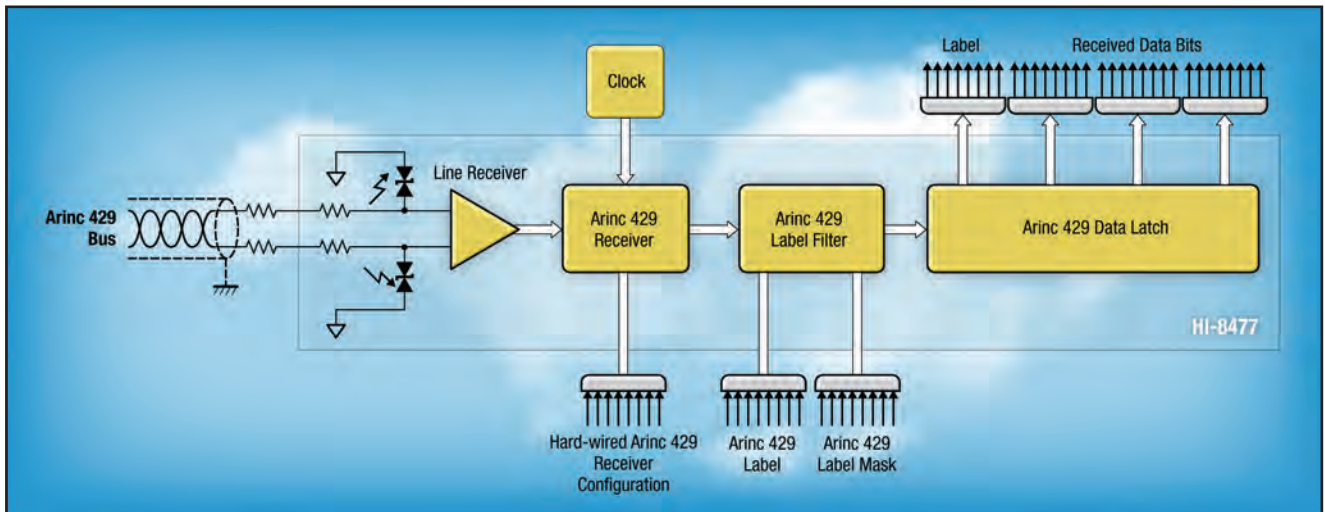 Label
Received Data Bits
Clock
Line Receiver
Arinc 429
Bus
Arinc 429
Receiver
Arinc 429
Label Filter
Arinc 429 Data Latch
HI-8477
Hard-wired Arinc 429
Receiver
Configuration
Arinc 429
Label
Arinc 429
Label Mask